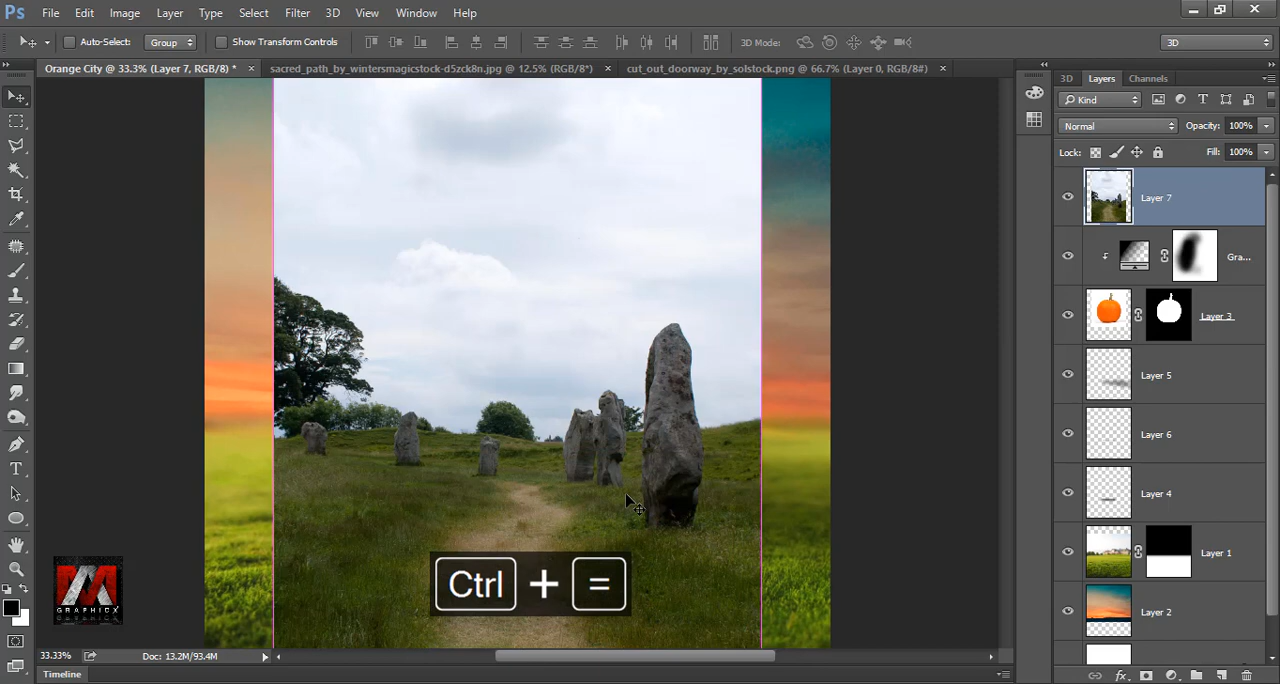 Ps File Edit Image Layer Type Select Filter 3D View Window Help
Auto-Select: Group Show Transform Controls 3D Mode: 3D
Orange City @ 33.3% (Layer 7, RGB/8) * × sacred_path_by_wintersmagicstock-d5zck8n.jpg @ 12.5% (RGB/8*) × cut_out_doorway_by_solstock.png @ 66.7% (Layer 0, RGB/8#) ×
3D Layers Channels
Kind
Normal Opacity: 100%
Lock: Fill: 100%
Layer 7
Gra...
Layer 3
Layer 5
Layer 6
Layer 4
Layer 1
Layer 2
Ctrl + =
GRAPHICX
33.33% Doc: 13.2M/93.4M
Timeline